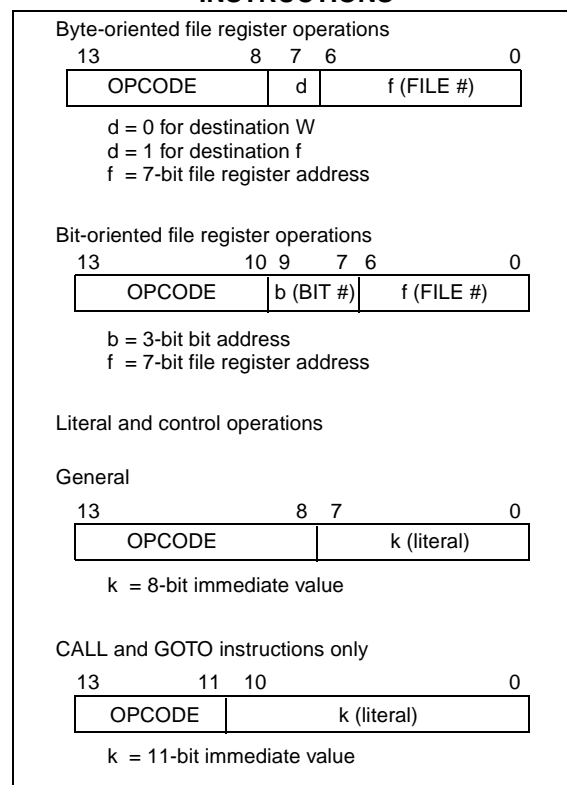 Byte-oriented file register operations
13 8 7 6 0
OPCODE d f (FILE #)
d = 0 for destination W
d = 1 for destination f
f = 7-bit file register address
Bit-oriented file register operations
13 10 9 7 6 0
OPCODE b (BIT #) f (FILE #)
b = 3-bit bit address
f = 7-bit file register address
Literal and control operations
General
13 8 7 0
OPCODE k (literal)
k = 8-bit immediate value
CALL and GOTO instructions only
13 11 10 0
OPCODE k (literal)
k = 11-bit immediate value